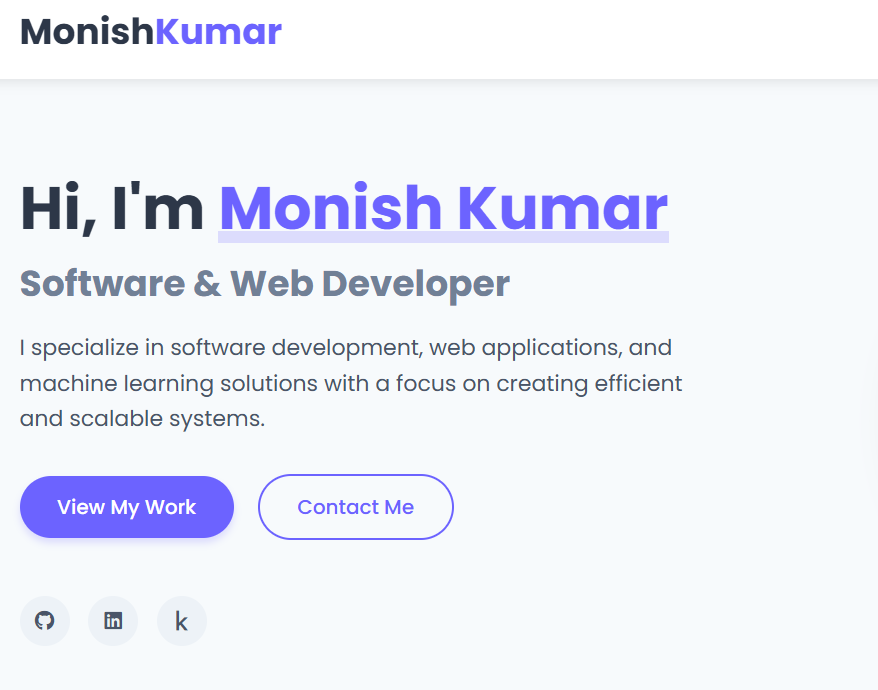 MonishKumar
Hi, I'm Monish Kumar
Software & Web Developer
I specialize in software development, web applications, and
machine learning solutions with a focus on creating efficient
and scalable systems.
View My Work Contact Me
in k